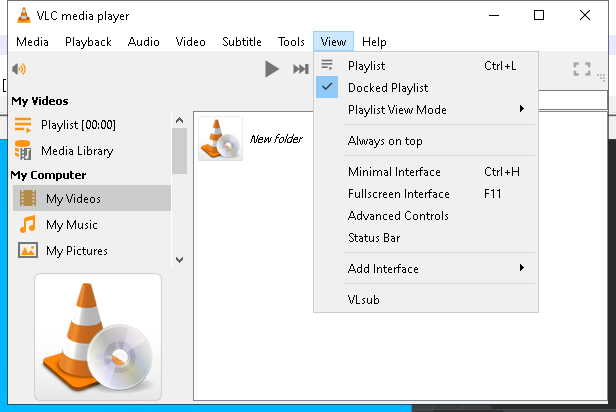 VLC media player
Media Playback Audio Video Subtitle Tools View Help
My Videos
Playlist [00:00]
Media Library
My Computer
My Videos
My Music
My Pictures
New folder
Playlist Ctrl+L
Docked Playlist
Playlist View Mode
Always on top
Minimal Interface Ctrl+H
Fullscreen Interface F11
Advanced Controls
Status Bar
Add Interface
VLsub